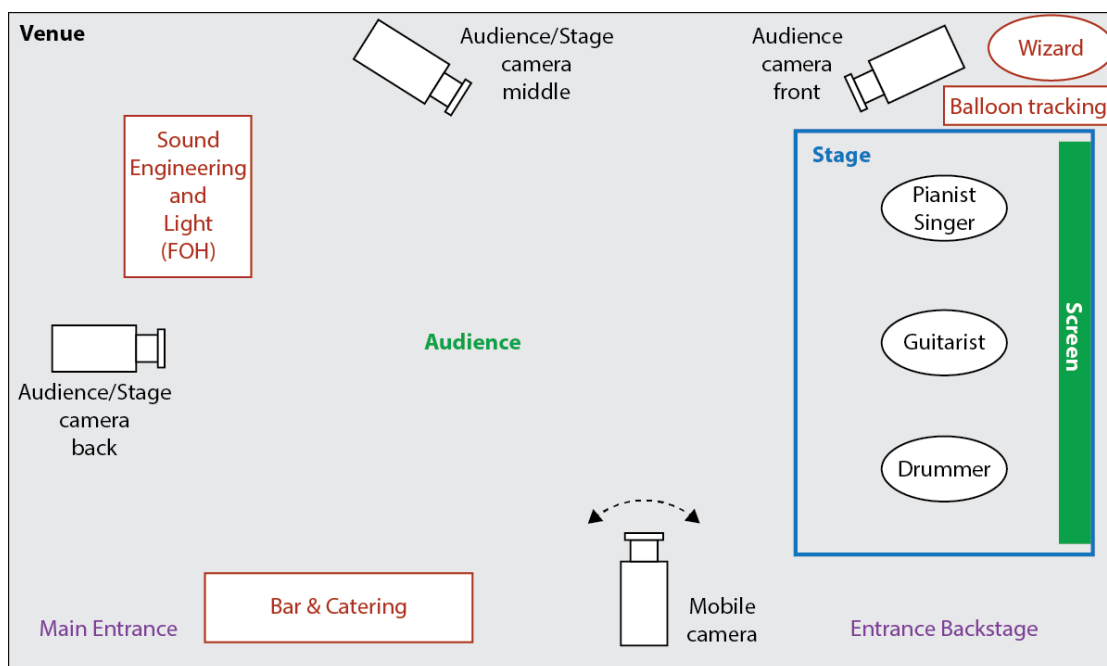 Venue
Audience/Stage
camera
middle
Audience
camera
front
Wizard
Balloon tracking
Sound
Engineering
and
Light
(FOH)
Stage
Pianist
Singer
Guitarist
Drummer
Screen
Audience
Audience/Stage
camera
back
Bar & Catering
Main Entrance
Mobile
camera
Entrance Backstage